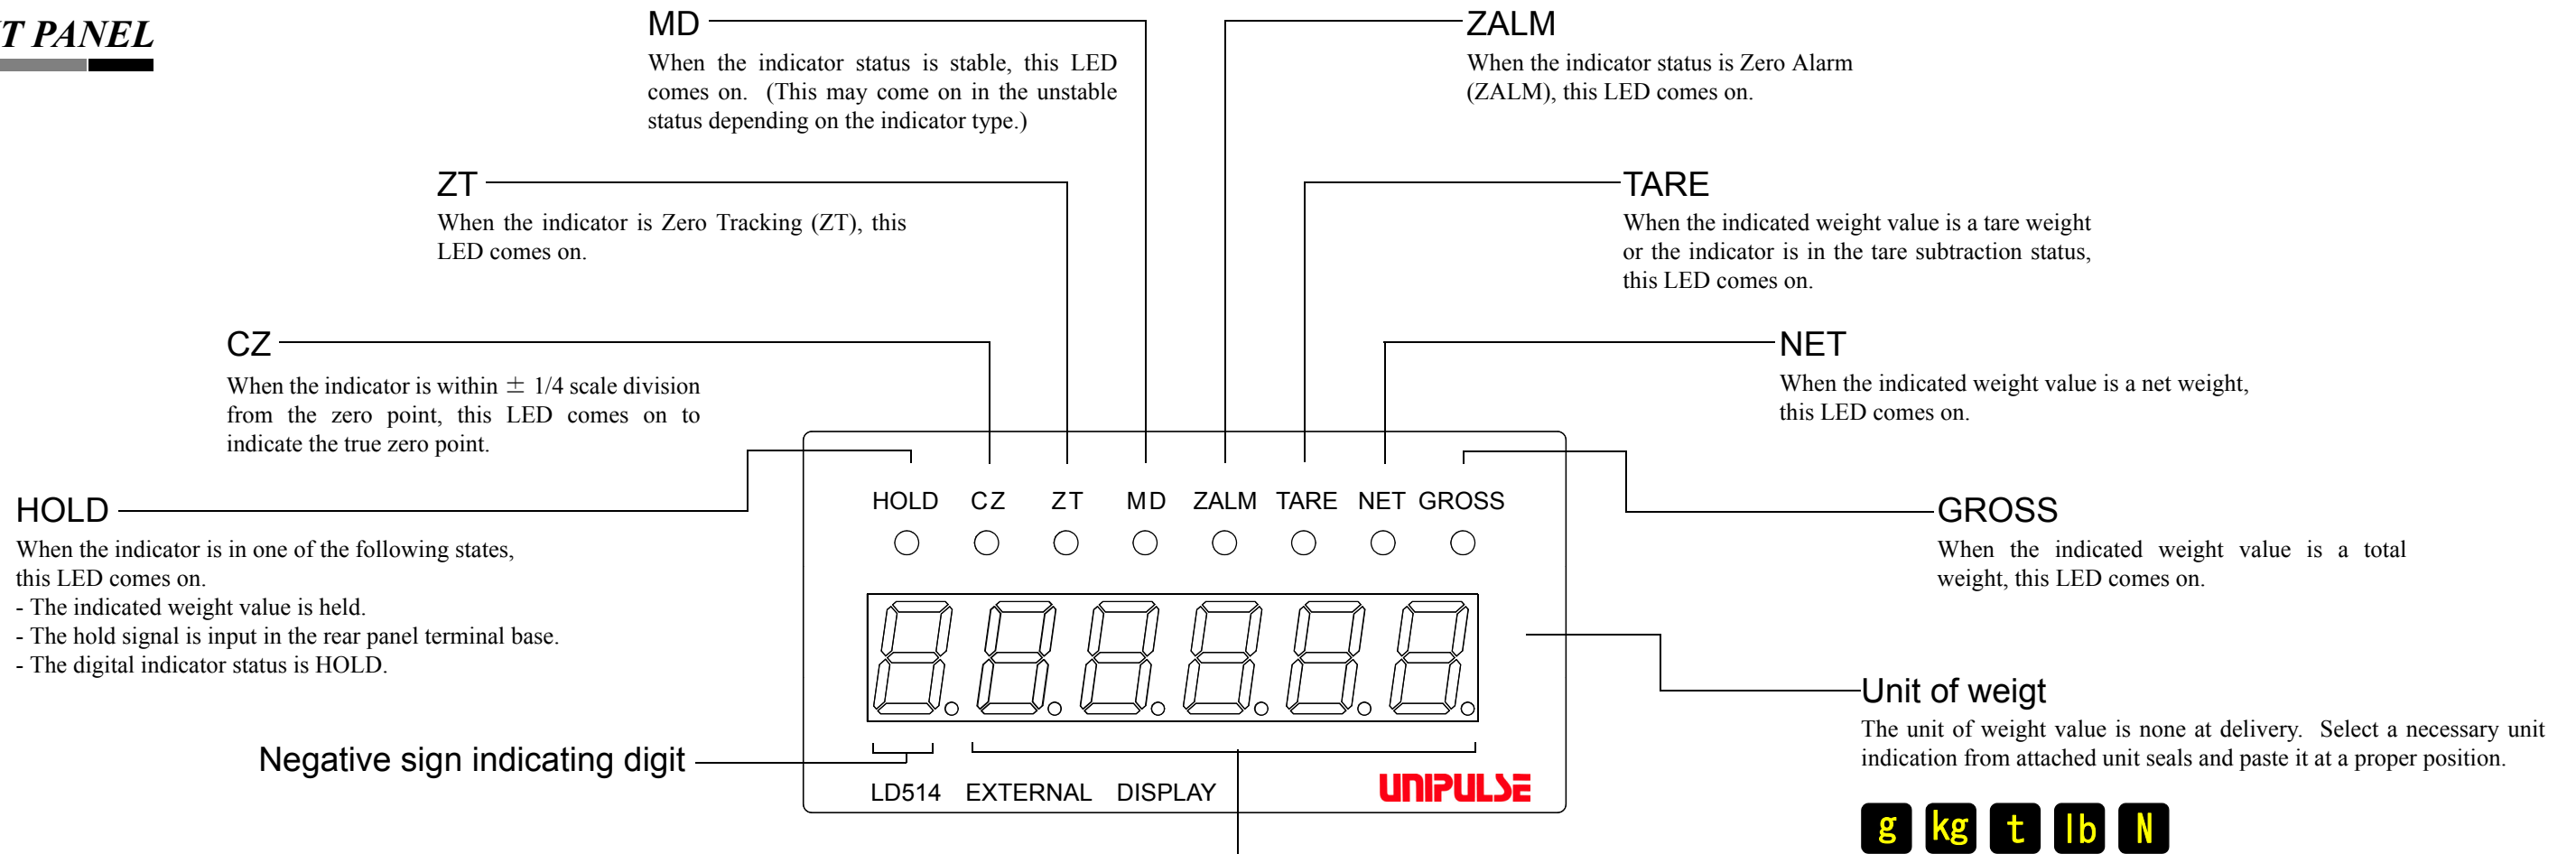 T PANEL
MD
When the indicator status is stable, this LED
comes on. (This may come on in the unstable
status depending on the indicator type.)
ZALM
When the indicator status is Zero Alarm
(ZALM), this LED comes on.
ZT
When the indicator is Zero Tracking (ZT), this
LED comes on.
TARE
When the indicated weight value is a tare weight
or the indicator is in the tare subtraction status,
this LED comes on.
CZ
When the indicator is within ± 1/4 scale division
from the zero point, this LED comes on to
indicate the true zero point.
NET
When the indicated weight value is a net weight,
this LED comes on.
HOLD
When the indicator is in one of the following states,
this LED comes on.
- The indicated weight value is held.
- The hold signal is input in the rear panel terminal base.
- The digital indicator status is HOLD.
HOLD CZ ZT MD ZALM TARE NET GROSS
GROSS
When the indicated weight value is a total
weight, this LED comes on.
Unit of weigt
The unit of weight value is none at delivery. Select a necessary unit
indication from attached unit seals and paste it at a proper position.
Negative sign indicating digit
LD514 EXTERNAL DISPLAY UNIPULSE
g kg t lb N